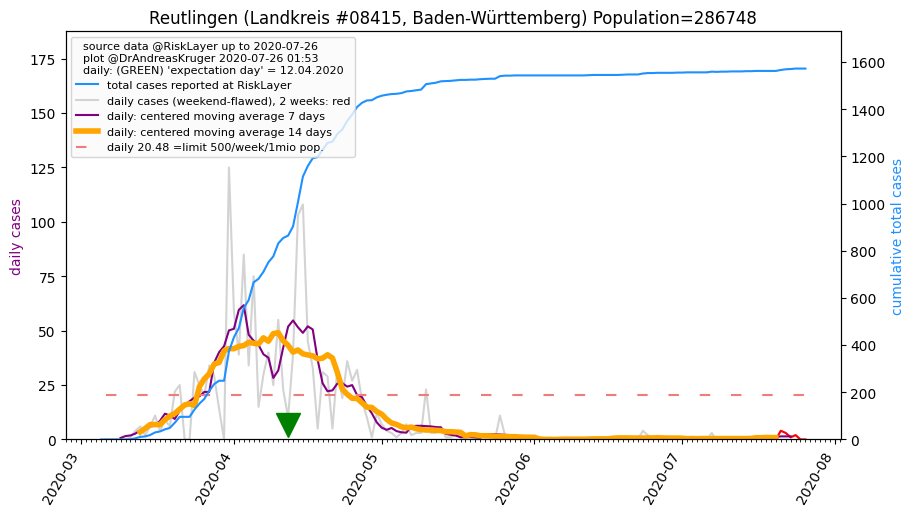 Reutlingen (Landkreis #08415, Baden-Württemberg) Population=286748
source data @RiskLayer up to 2020-07-26
plot @DrAndreasKruger 2020-07-26 01:53
daily: (GREEN) 'expectation day' = 12.04.2020
total cases reported at RiskLayer
daily cases (weekend-flawed), 2 weeks: red
daily: centered moving average 7 days
daily: centered moving average 14 days
daily 20.48 =limit 500/week/1mio pop.
daily cases
175
150
125
100
75
50
25
0
cumulative total cases
1600
1400
1200
1000
800
600
400
200
0
2020-03
2020-04
2020-05
2020-06
2020-07
2020-08